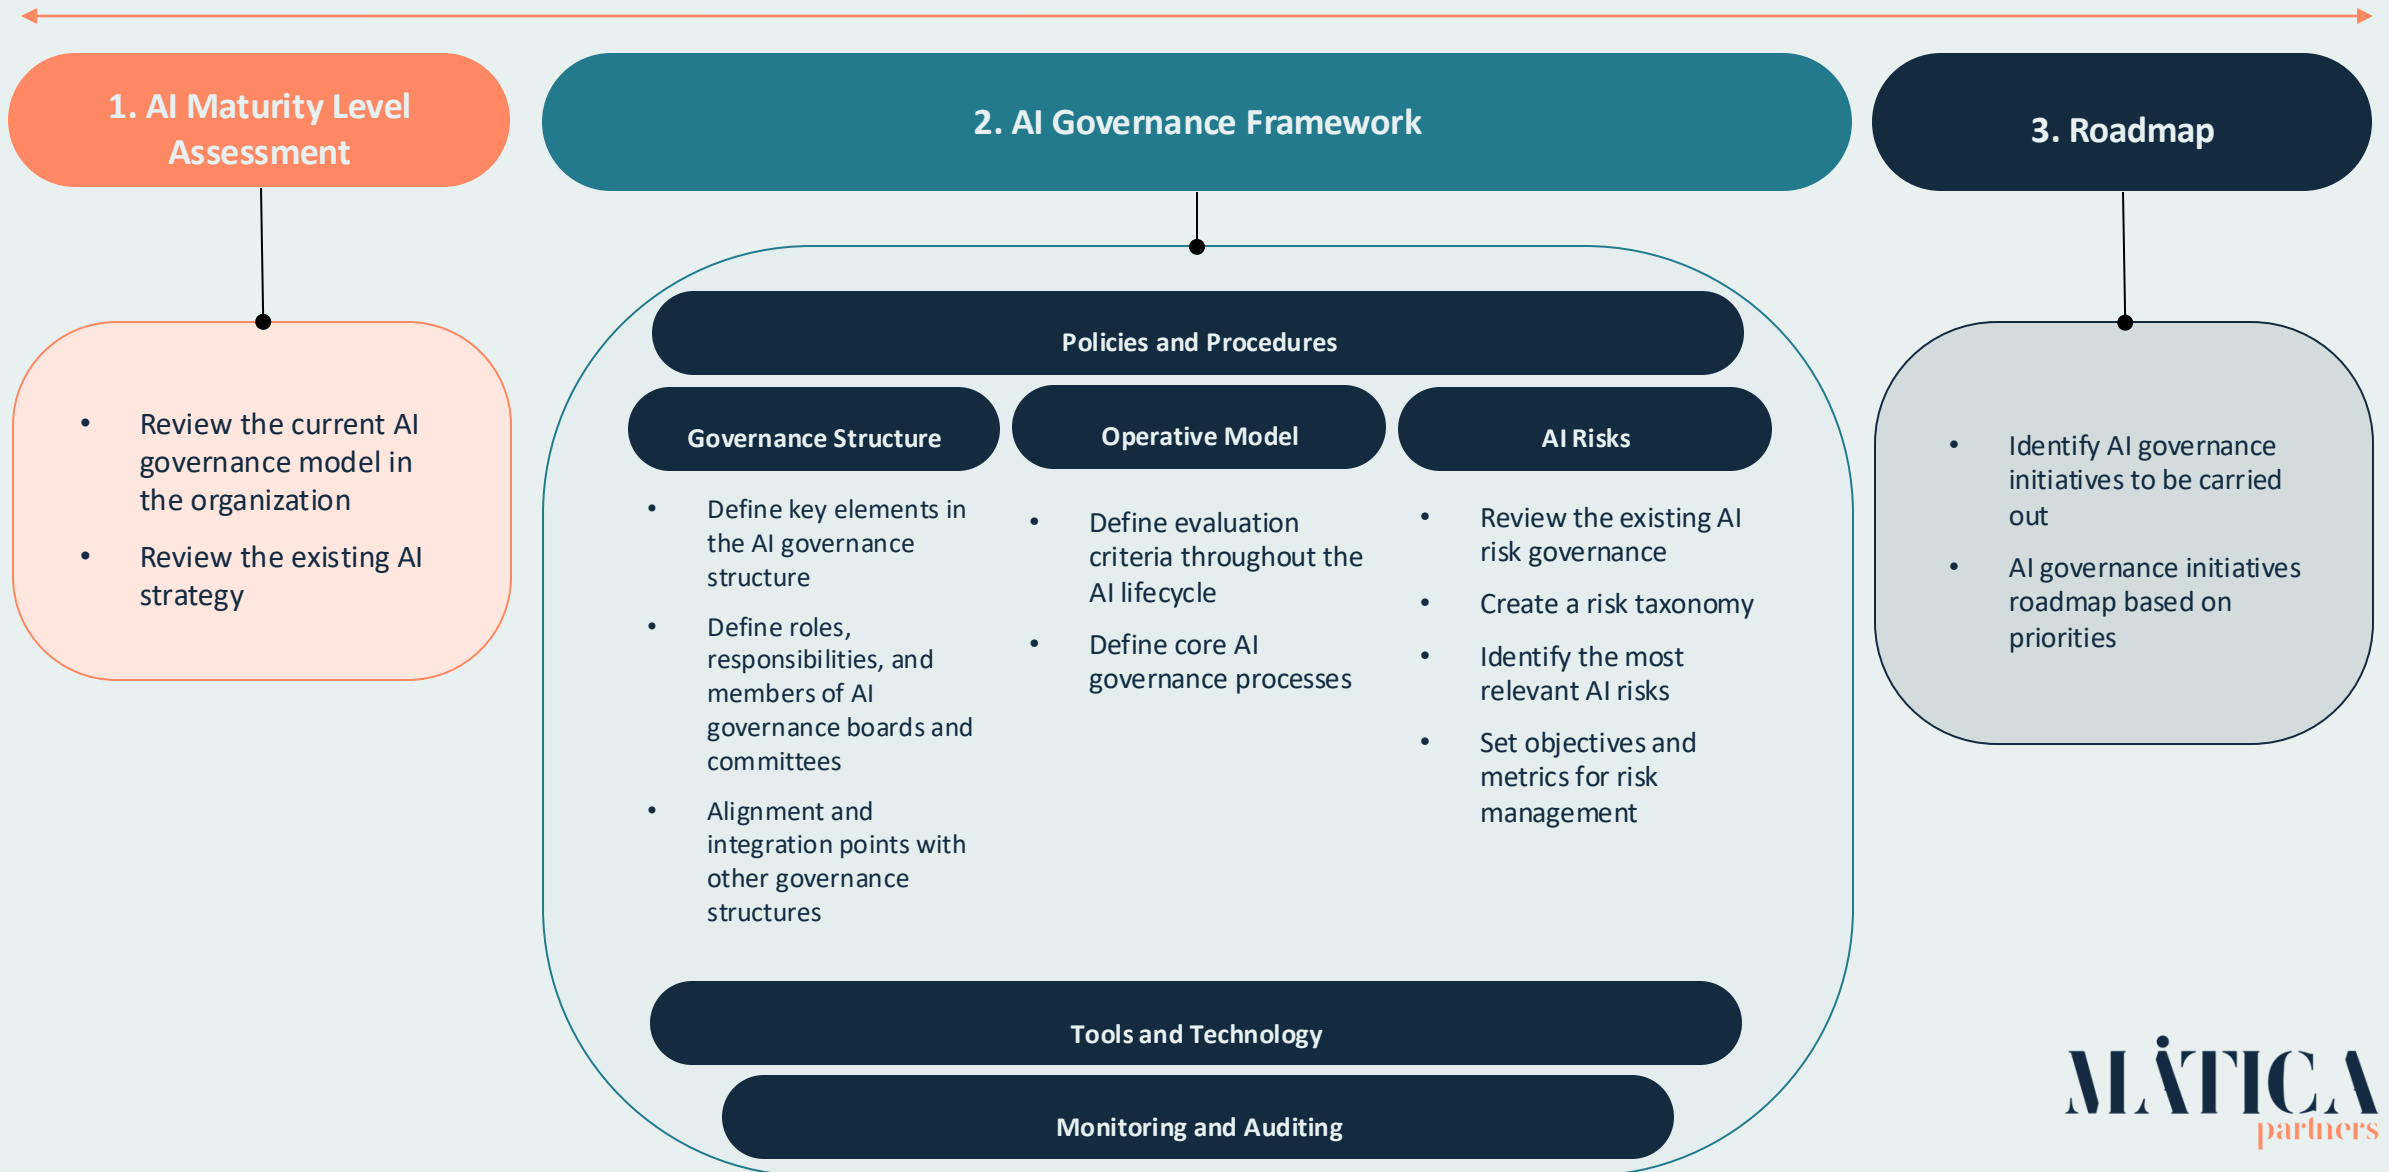 1. AI Maturity Level
Assessment
2. AI Governance Framework
3. Roadmap
• Review the current AI
governance model in
the organization
• Review the existing AI
strategy
Policies and Procedures
Governance Structure
• Define key elements in
the AI governance
structure
• Define roles,
responsibilities, and
members of AI
governance boards and
committees
• Alignment and
integration points with
other governance
structures
Operative Model
• Define evaluation
criteria throughout the
AI lifecycle
• Define core AI
governance processes
AI Risks
• Review the existing AI
risk governance
• Create a risk taxonomy
• Identify the most
relevant AI risks
• Set objectives and
metrics for risk
management
Tools and Technology
Monitoring and Auditing
• Identify AI governance
initiatives to be carried
out
• AI governance initiatives
roadmap based on
priorities
MÀTICA
partners